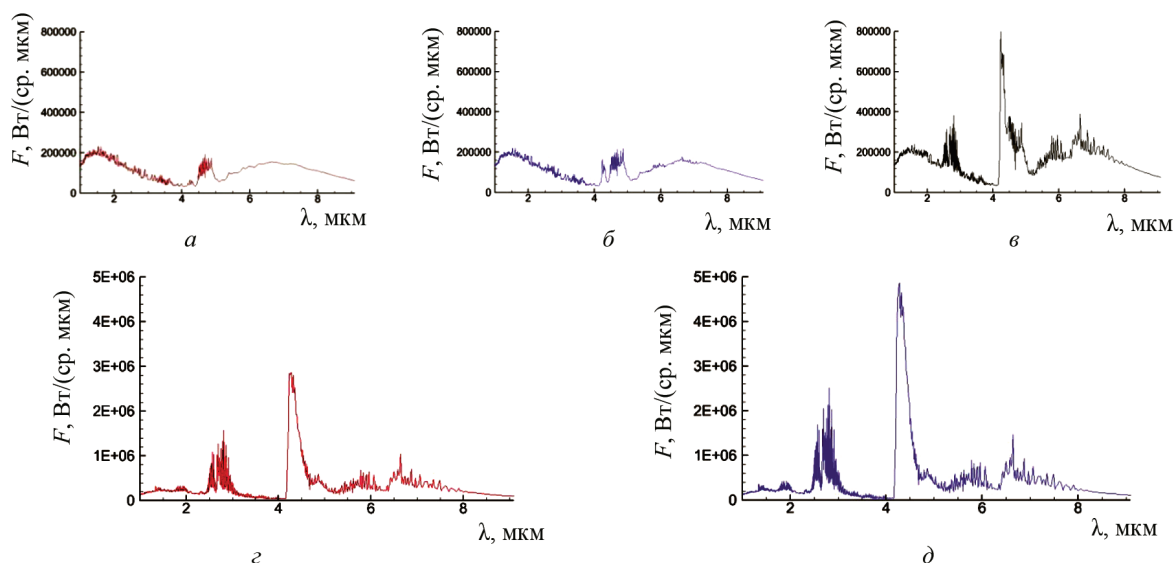 F, Вт/(ср. мкм)
800000
600000
400000
200000
0
2
4
6
8
λ, мкм
а
F, Вт/(ср. мкм)
800000
600000
400000
200000
0
2
4
6
8
λ, мкм
б
F, Вт/(ср. мкм)
800000
600000
400000
200000
0
2
4
6
8
λ, мкм
в
F, Вт/(ср. мкм)
5E+06
4E+06
3E+06
2E+06
1E+06
0
2
4
6
8
λ, мкм
г
F, Вт/(ср. мкм)
5E+06
4E+06
3E+06
2E+06
1E+06
0
2
4
6
8
λ, мкм
д